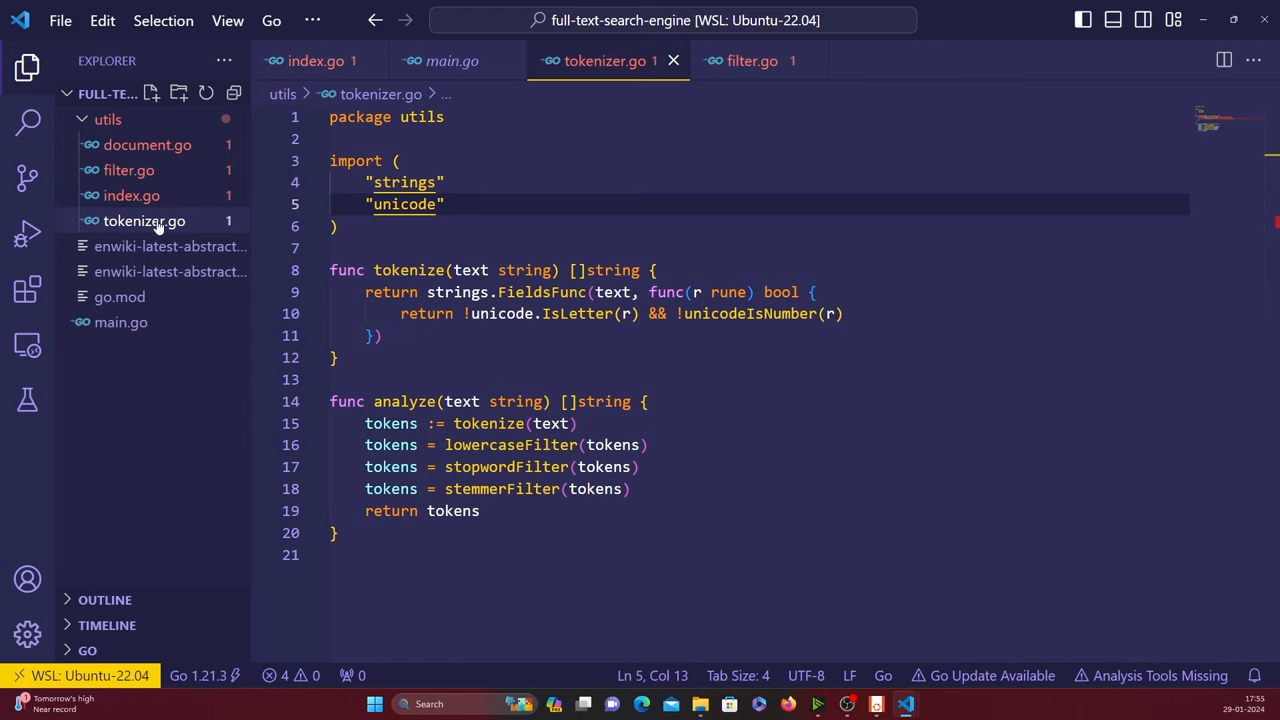 File Edit Selection View Go ··· full-text-search-engine [WSL: Ubuntu-22.04]
EXPLORER ···
index.go 1 main.go tokenizer.go 1 filter.go 1
FULL-TE...
utils > tokenizer.go > ...
utils
document.go 1
filter.go 1
index.go 1
tokenizer.go 1
enwiki-latest-abstract...
enwiki-latest-abstract...
go.mod
main.go
OUTLINE
TIMELINE
GO
1 package utils
2
3 import (
4 "strings"
5 "unicode"
6 )
7
8 func tokenize(text string) []string {
9 return strings.FieldsFunc(text, func(r rune) bool {
10 return !unicode.IsLetter(r) && !unicodeIsNumber(r)
11 })
12 }
13
14 func analyze(text string) []string {
15 tokens := tokenize(text)
16 tokens = lowercaseFilter(tokens)
17 tokens = stopwordFilter(tokens)
18 tokens = stemmerFilter(tokens)
19 return tokens
20 }
21
WSL: Ubuntu-22.04 Go 1.21.3 4 0 0 Ln 5, Col 13 Tab Size: 4 UTF-8 LF Go Go Update Available Analysis Tools Missing
1 Tomorrow's high
Near record
Search
17:55
29-01-2024